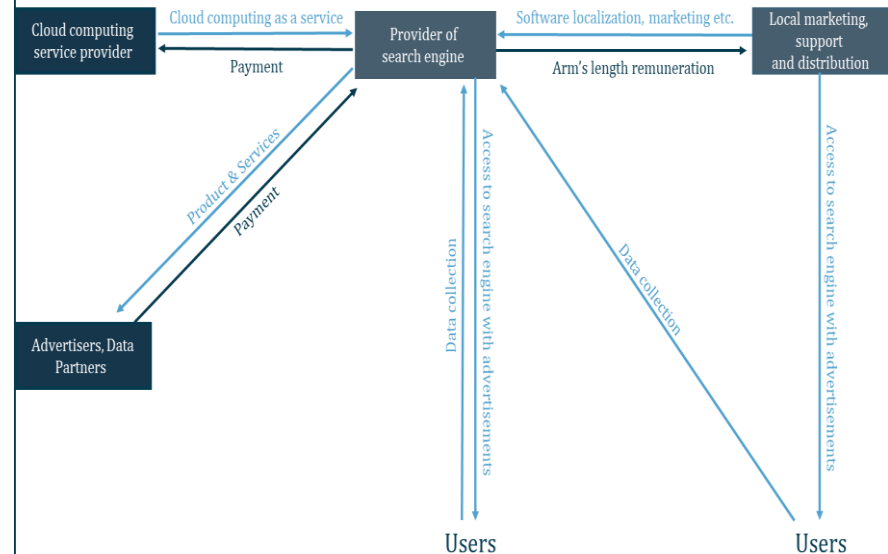 Cloud computing
service provider
Cloud computing as a service
Payment
Provider of
search engine
Software localization, marketing etc.
Arm's length remuneration
Local marketing,
support
and distribution
Product & Services
Payment
Advertisers, Data
Partners
Data collection
Access to search engine with advertisements
Data collection
Access to search engine with advertisements
Users
Users